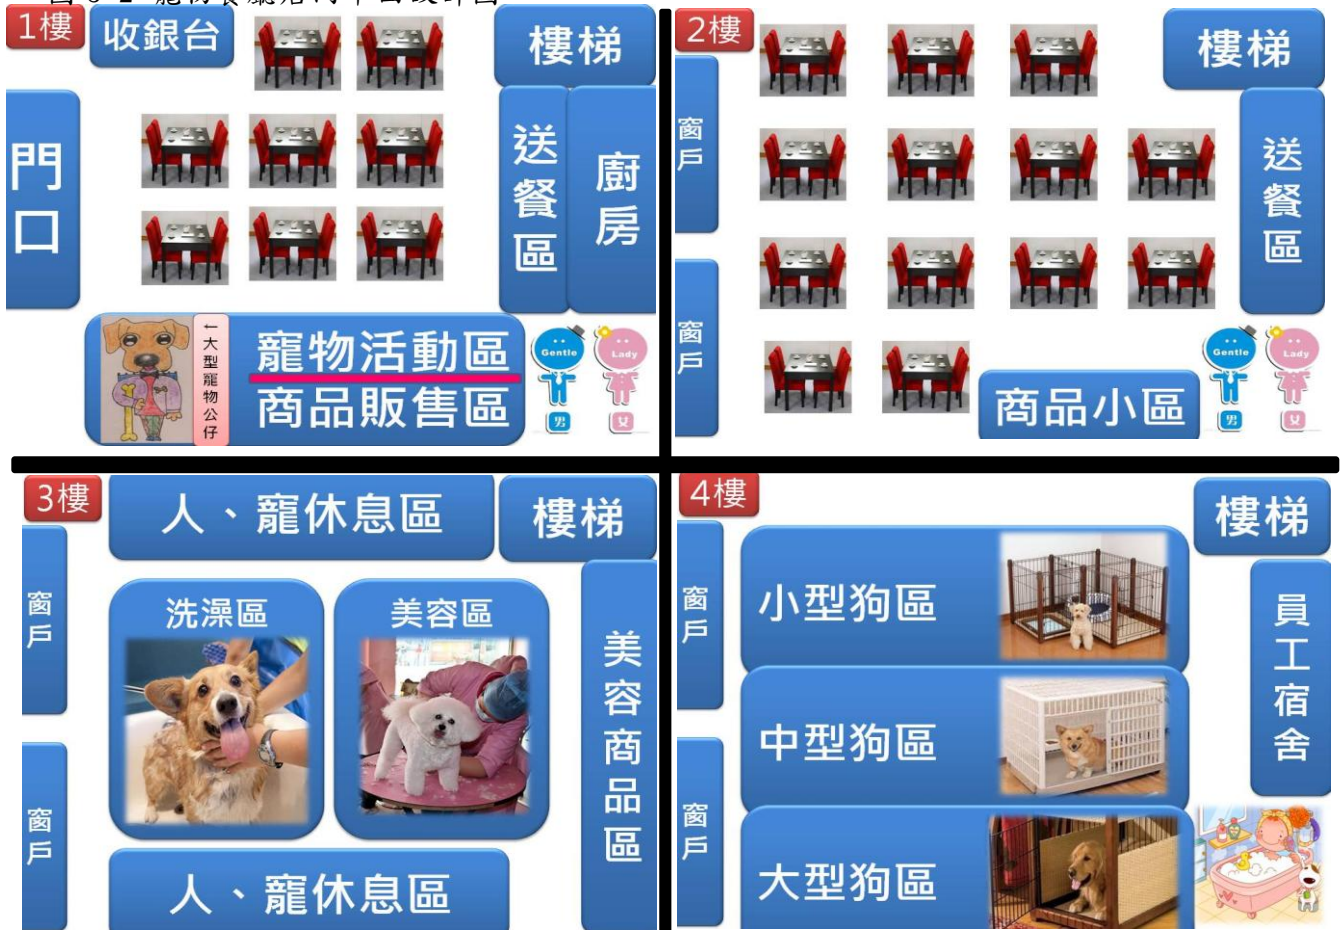 1樓
收銀台
樓梯
門口
送餐區
廚房
←大型寵物公仔
寵物活動區
商品販售區
Gentle
Lady
男
女
2樓
樓梯
窗戶
送餐區
窗戶
商品小區
Gentle
Lady
男
女
3樓
人、寵休息區
樓梯
窗戶
洗澡區
美容區
美容商品區
窗戶
人、寵休息區
4樓
樓梯
窗戶
小型狗區
員工宿舍
中型狗區
窗戶
大型狗區